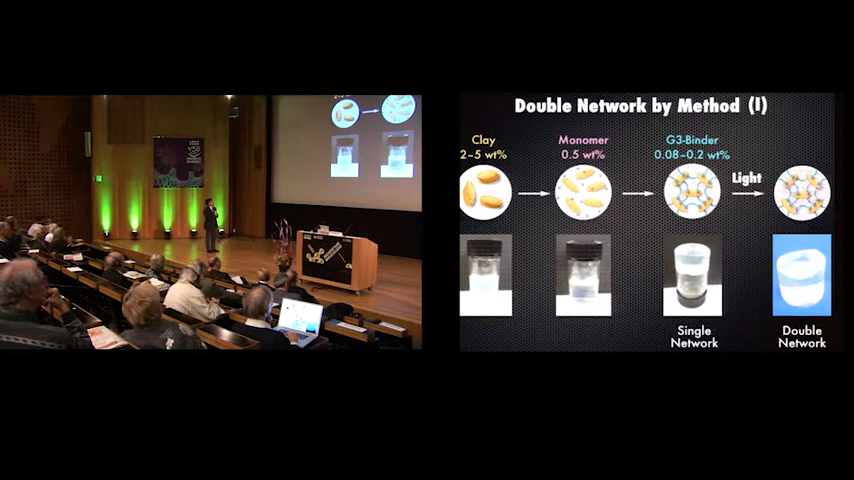 Double Network by Method (I)
Clay
2–5 wt%
Monomer
0.5 wt%
G3-Binder
0.08–0.2 wt%
Light
Single
Network
Double
Network